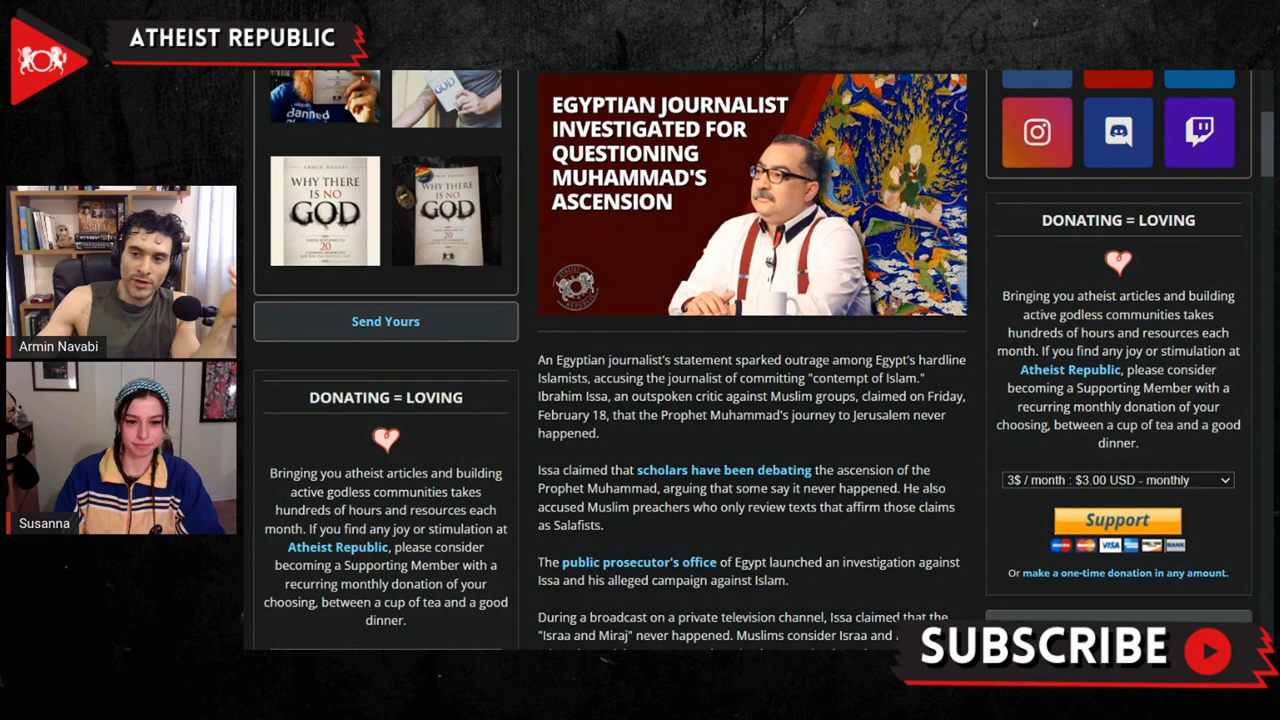 ATHEIST REPUBLIC
Armin Navabi
Susanna
ARMIN NAVABI
WHY THERE
IS NO
GOD
20
WHY THERE
IS NO
GOD
20
GOD
Send Yours
DONATING = LOVING
Bringing you atheist articles and building
active godless communities takes
hundreds of hours and resources each
month. If you find any joy or stimulation at
Atheist Republic, please consider
becoming a Supporting Member with a
recurring monthly donation of your
choosing, between a cup of tea and a good
dinner.
EGYPTIAN JOURNALIST
INVESTIGATED FOR
QUESTIONING
MUHAMMAD'S
ASCENSION
An Egyptian journalist's statement sparked outrage among Egypt's hardline
Islamists, accusing the journalist of committing "contempt of Islam."
Ibrahim Issa, an outspoken critic against Muslim groups, claimed on Friday,
February 18, that the Prophet Muhammad's journey to Jerusalem never
happened.
Issa claimed that scholars have been debating the ascension of the
Prophet Muhammad, arguing that some say it never happened. He also
accused Muslim preachers who only review texts that affirm those claims
as Salafists.
The public prosecutor's office of Egypt launched an investigation against
Issa and his alleged campaign against Islam.
During a broadcast on a private television channel, Issa claimed that the
"Israa and Miraj" never happened. Muslims consider Israa and
DONATING = LOVING
Bringing you atheist articles and building
active godless communities takes
hundreds of hours and resources each
month. If you find any joy or stimulation at
Atheist Republic, please consider
becoming a Supporting Member with a
recurring monthly donation of your
choosing, between a cup of tea and a good
dinner.
3$ / month : $3.00 USD - monthly
Support
VISA
BANK
Or make a one-time donation in any amount.
SUBSCRIBE